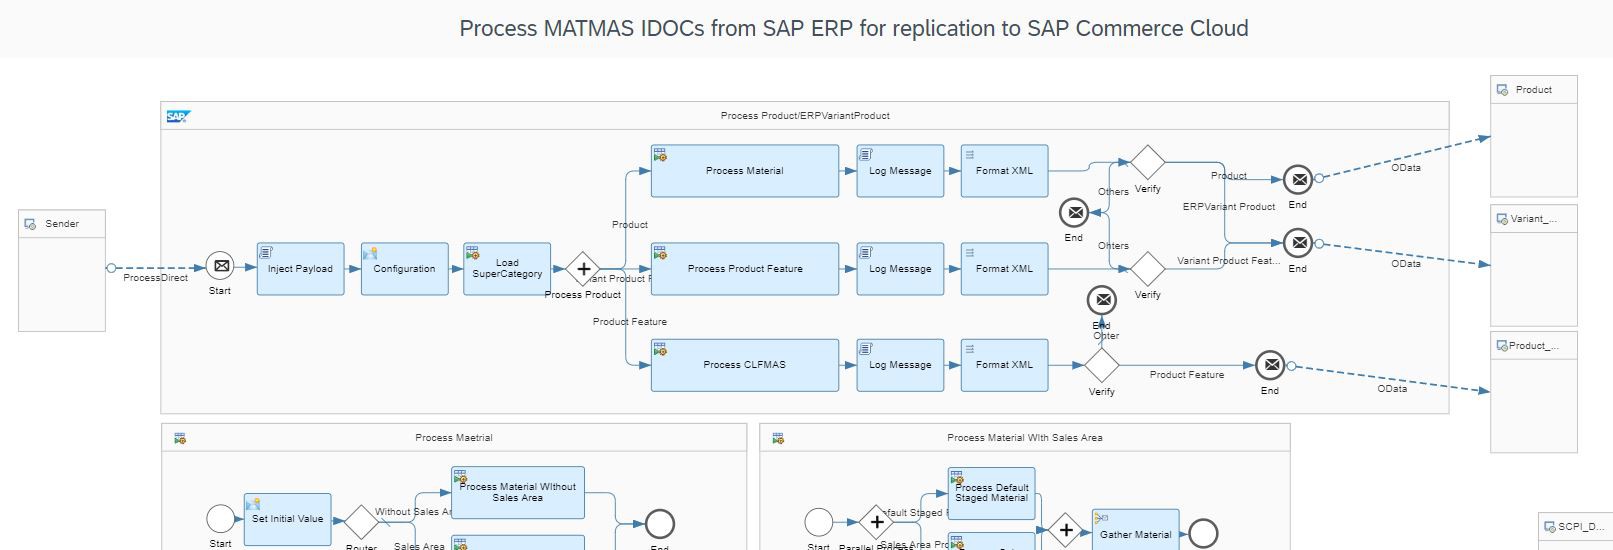 Process MATMAS IDOCs from SAP ERP for replication to SAP Commerce Cloud
Product
SAP
Process Product/ERPVariantProduct
Process Material
Log Message
Format XML
Others
Verify
Product
End
OData
Sender
Product
End
ERPVariant Product
Variant_...
ProcessDirect
Start
Inject Payload
Configuration
Load
SuperCategory
Process Product
iant Product F
Process Product Feature
Log Message
Format XML
Ohters
Verify
Variant Product Feat...
End
OData
Product Feature
End
Ohter
Process CLFMAS
Log Message
Format XML
Verify
Product Feature
End
OData
Product_...
Process Maetrial
Process Material WIth Sales Area
Start
Set Initial Value
Router
Without Sales Ar
Sales Area
Process Material WIthout
Sales Area
End
Start
Parallel Process
efault Staged
Sales Area Pro
Process Default
Staged Material
Gather Material
SCPI_D...